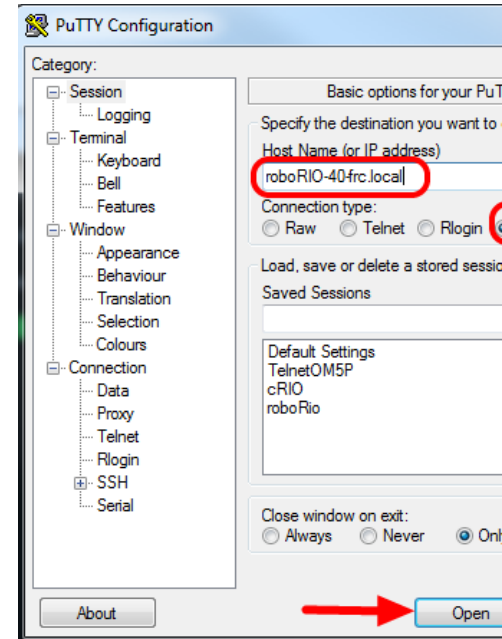 PuTTY Configuration
Category:
Session
Logging
Terminal
Keyboard
Bell
Features
Window
Appearance
Behaviour
Translation
Selection
Colours
Connection
Data
Proxy
Telnet
Rlogin
SSH
Serial
Basic options for your PuT
Specify the destination you want to
Host Name (or IP address)
roboRIO-40-frc.local
Connection type:
Raw Telnet Rlogin
Load, save or delete a stored sessio
Saved Sessions
Default Settings
TelnetOM5P
cRIO
roboRio
Close window on exit:
Always Never Onl
About
Open